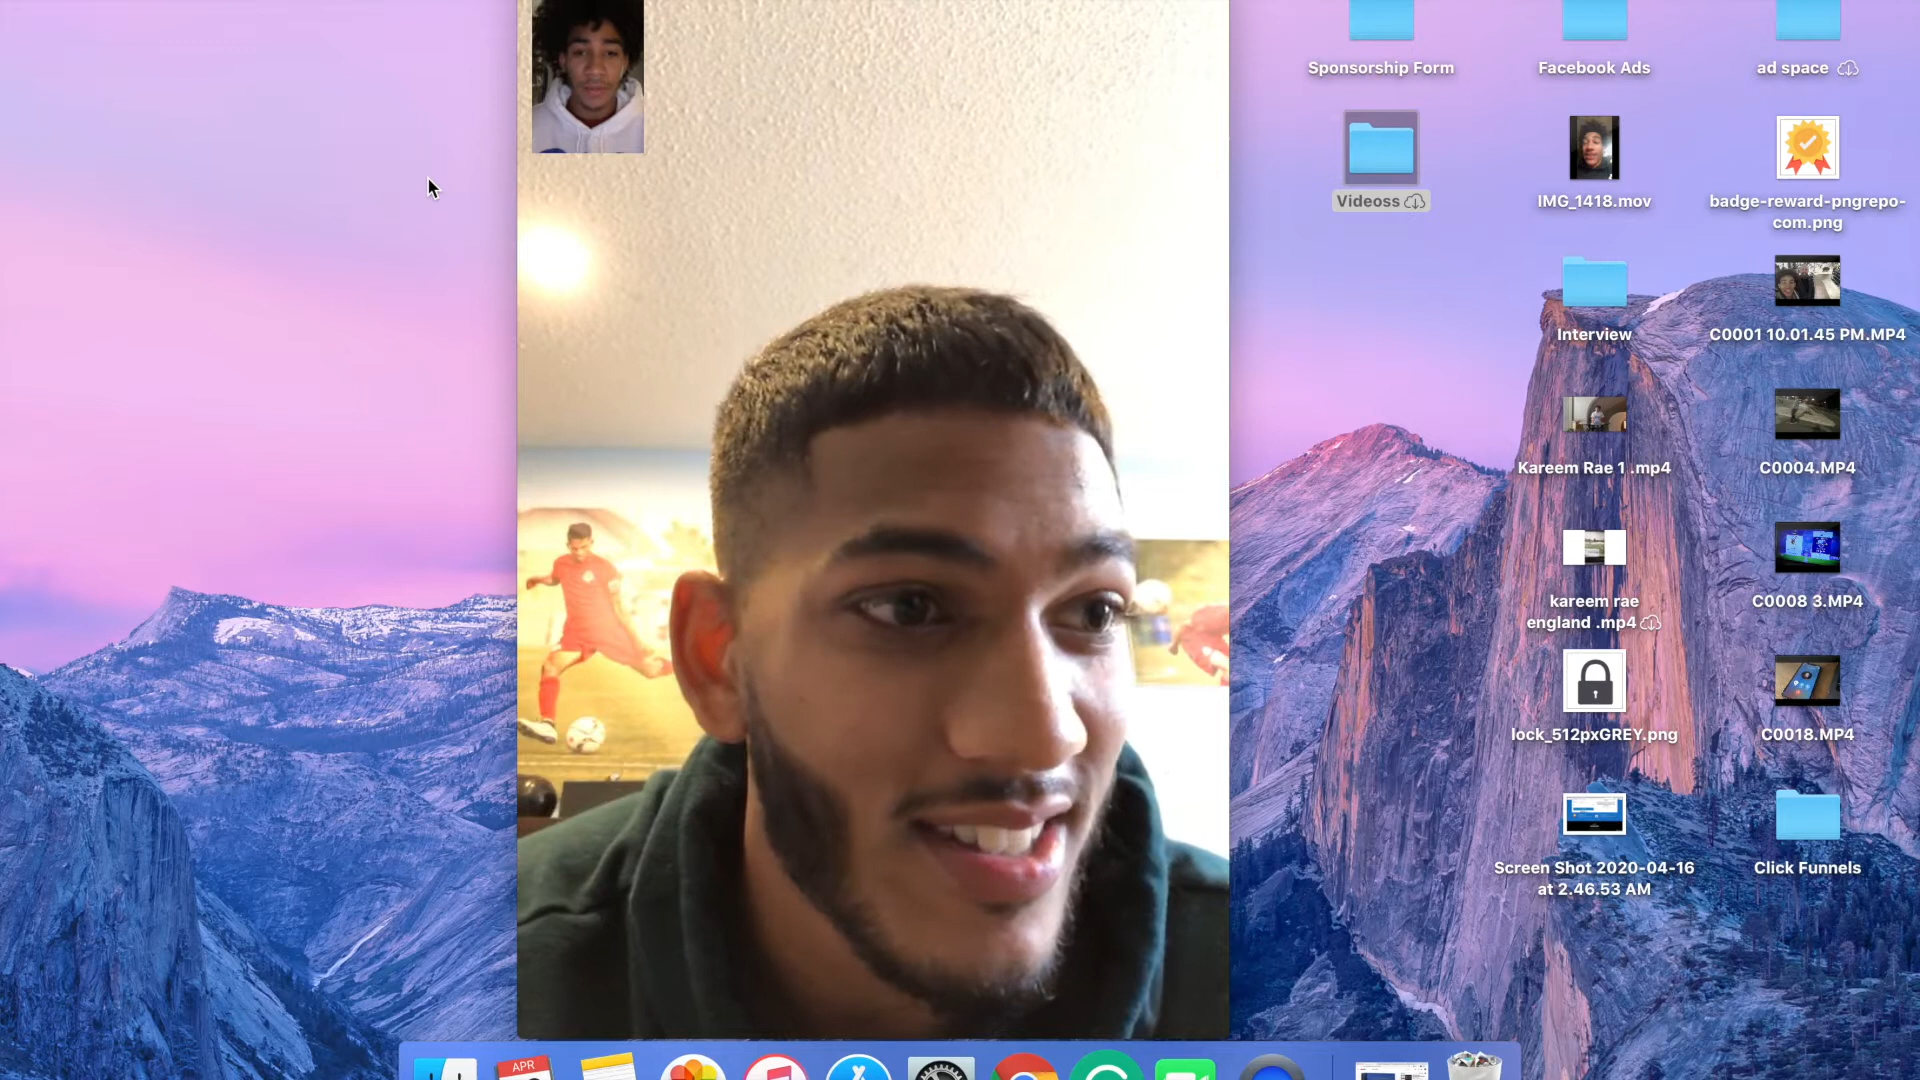 Sponsorship Form
Facebook Ads
ad space
Videoss
IMG_1418.mov
badge-reward-pngrepo-
com.png
Interview
C0001 10.01.45 PM.MP4
Kareem Rae 1 .mp4
C0004.MP4
kareem rae
england .mp4
C0008 3.MP4
lock_512pxGREY.png
C0018.MP4
Screen Shot 2020-04-16
at 2.46.53 AM
Click Funnels
APR